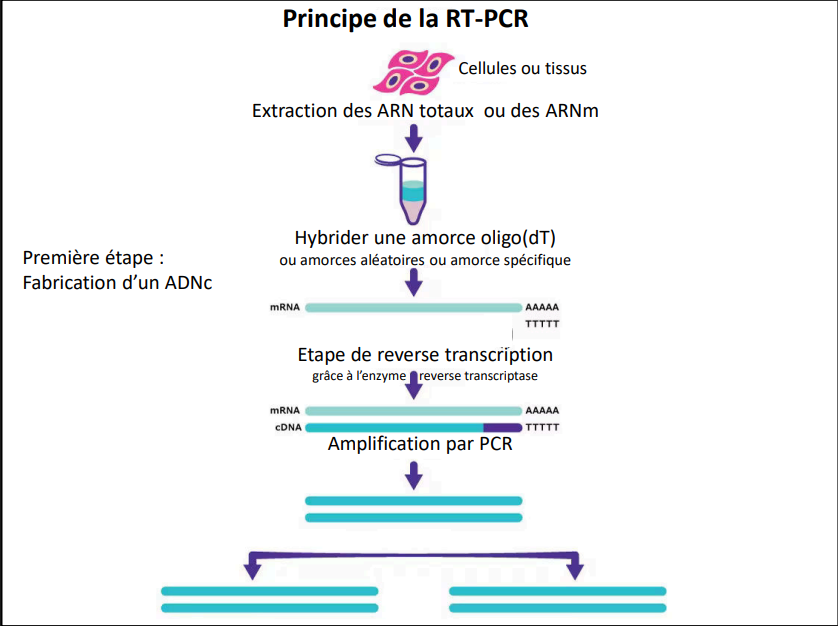 Principe de la RT-PCR
Cellules ou tissus
Extraction des ARN totaux ou des ARNm
Hybrider une amorce oligo(dT)
ou amorces aléatoires ou amorce spécifique
Première étape :
Fabrication d’un ADNc
mRNA AAAAA
TTTTT
Etape de reverse transcription
grâce à l’enzyme reverse transcriptase
mRNA AAAAA
cDNA TTTTT
Amplification par PCR